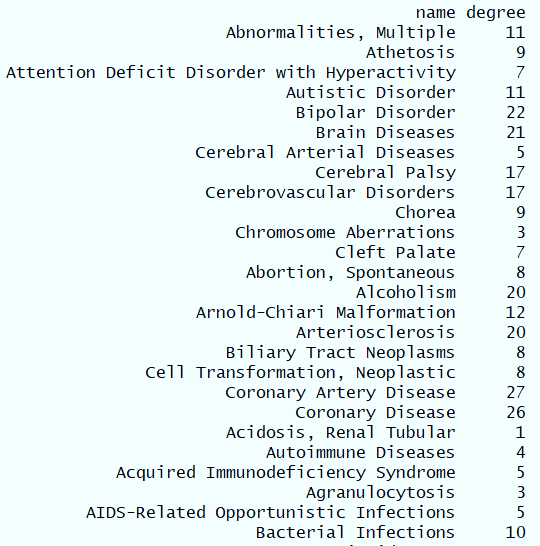 name degree
Abnormalities, Multiple 11
Athetosis 9
Attention Deficit Disorder with Hyperactivity 7
Autistic Disorder 11
Bipolar Disorder 22
Brain Diseases 21
Cerebral Arterial Diseases 5
Cerebral Palsy 17
Cerebrovascular Disorders 17
Chorea 9
Chromosome Aberrations 3
Cleft Palate 7
Abortion, Spontaneous 8
Alcoholism 20
Arnold-Chiari Malformation 12
Arteriosclerosis 20
Biliary Tract Neoplasms 8
Cell Transformation, Neoplastic 8
Coronary Artery Disease 27
Coronary Disease 26
Acidosis, Renal Tubular 1
Autoimmune Diseases 4
Acquired Immunodeficiency Syndrome 5
Agranulocytosis 3
AIDS-Related Opportunistic Infections 5
Bacterial Infections 10